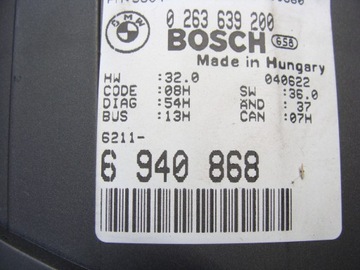 BMW
0 263 639 200
BOSCH GSB
Made in Hungary
HW :32.0 040622
CODE :08H SW :36.0
DIAG :54H AND : 37
BUS :13H CAN :07H
6211-
6 940 868